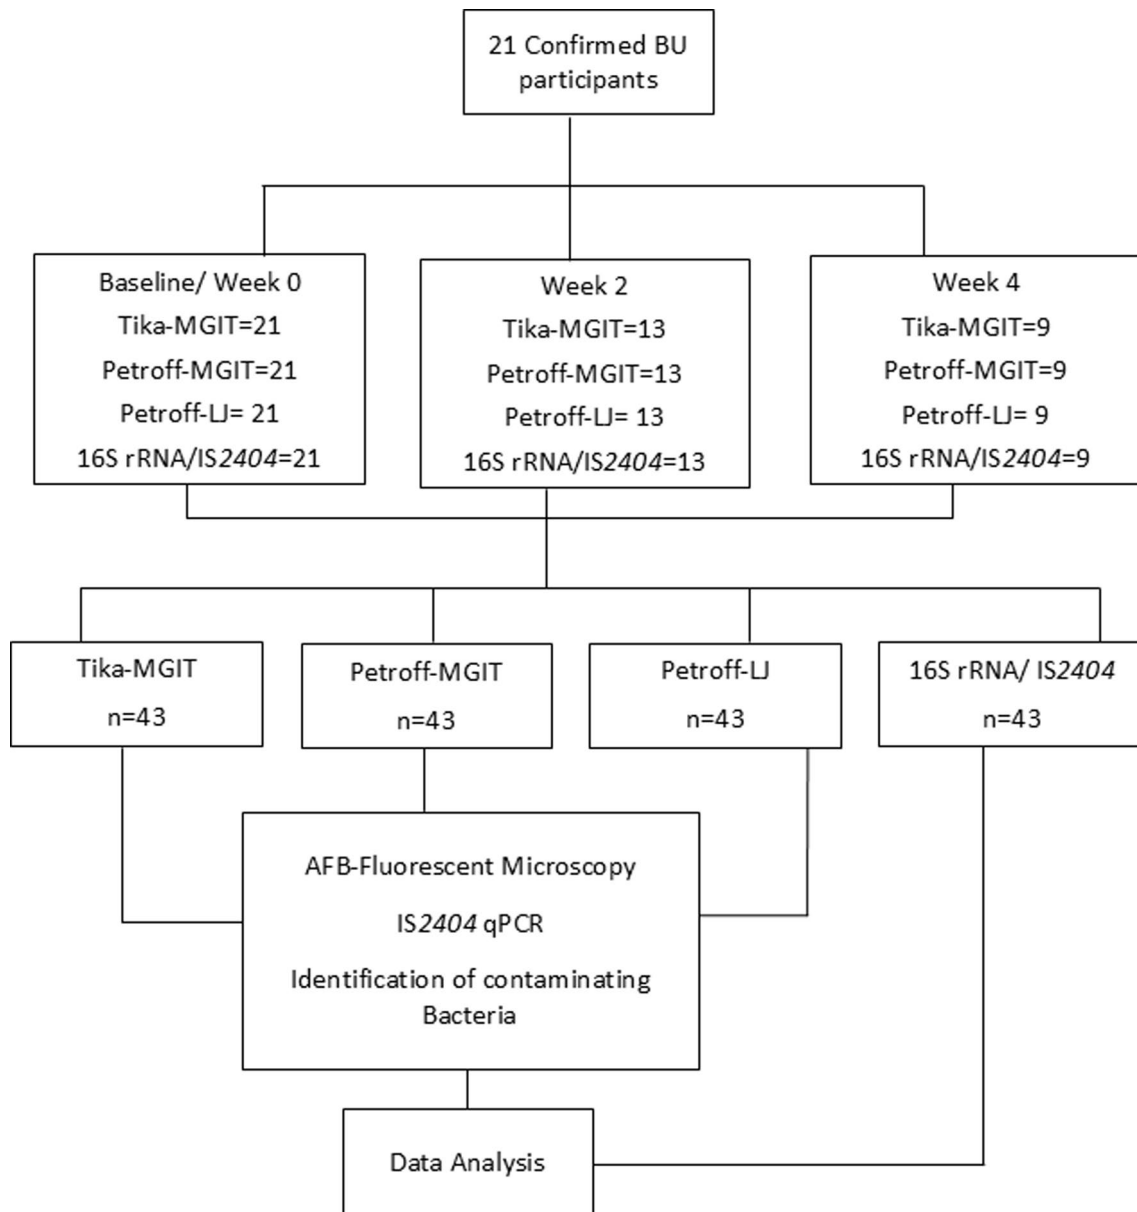 21 Confirmed BU
participants
Baseline/ Week 0
Tika-MGIT=21
Petroff-MGIT=21
Petroff-LJ= 21
16S rRNA/IS2404=21
Week 2
Tika-MGIT=13
Petroff-MGIT=13
Petroff-LJ= 13
16S rRNA/IS2404=13
Week 4
Tika-MGIT=9
Petroff-MGIT=9
Petroff-LJ= 9
16S rRNA/IS2404=9
Tika-MGIT
n=43
Petroff-MGIT
n=43
Petroff-LJ
n=43
16S rRNA/ IS2404
n=43
AFB-Fluorescent Microscopy
IS2404 qPCR
Identification of contaminating
Bacteria
Data Analysis